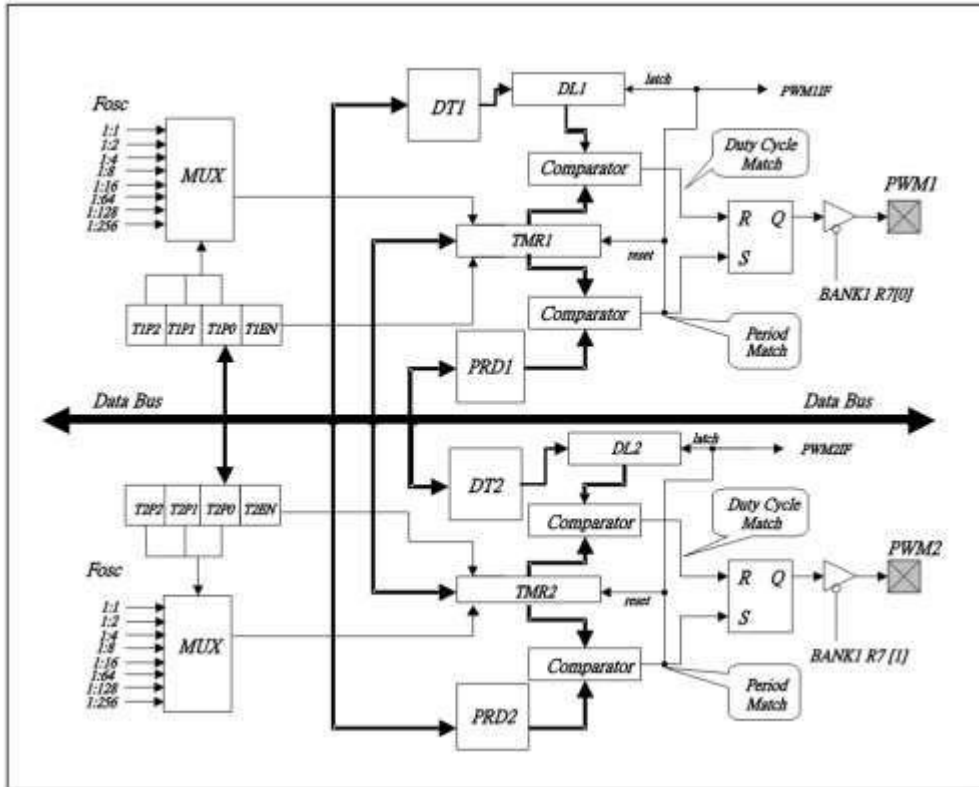 Fosc
1:1
1:2
1:4
1:8
1:16
1:64
1:128
1:256
MUX
T1P2 T1P1 T1P0 T1EN
DT1
DL1
latch
PWM1IF
Comparator
Duty Cycle
Match
TMR1
reset
R Q
S
PWM1
BANK1 R7[0]
Comparator
Period
Match
PRD1
Data Bus
Data Bus
DT2
DL2
latch
PWM2IF
T2P2 T2P1 T2P0 T2EN
Comparator
Duty Cycle
Match
Fosc
1:1
1:2
1:4
1:8
1:16
1:64
1:128
1:256
MUX
TMR2
reset
R Q
S
PWM2
BANK1 R7 [1]
Comparator
Period
Match
PRD2